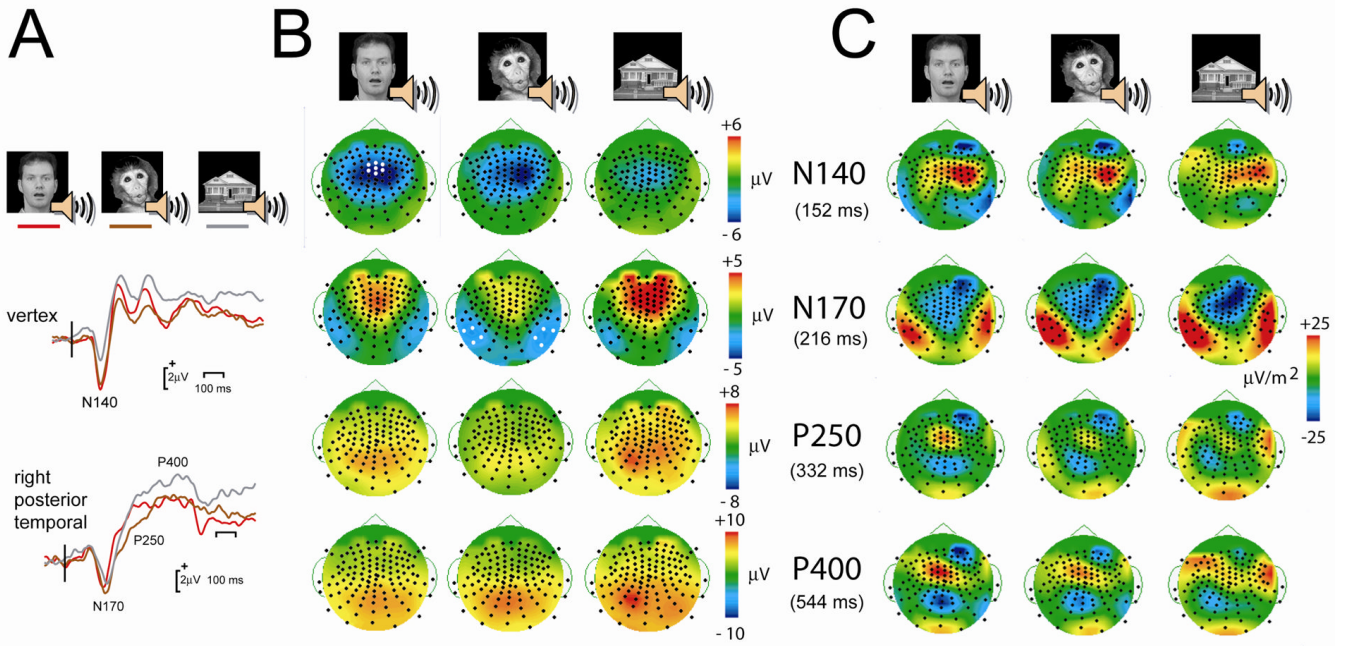 A
B
C
vertex
N140
+
2μV
100 ms
right
posterior
temporal
P400
P250
N170
+
2μV 100 ms
+6
μV
- 6
+5
μV
- 5
+8
μV
- 8
+10
μV
- 10
N140
(152 ms)
N170
(216 ms)
P250
(332 ms)
P400
(544 ms)
+25
μV/m2
-25